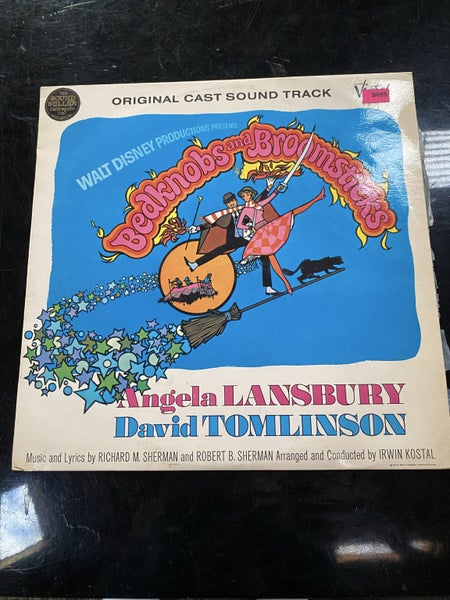 ORIGINAL CAST SOUND TRACK
WALT DISNEY PRODUCTIONS PRESENTS
Bedknobs and Broomsticks
Angela LANSBURY
David TOMLINSON
Music and Lyrics by RICHARD M. SHERMAN and ROBERT B. SHERMAN Arranged and Conducted by IRWIN KOSTAL